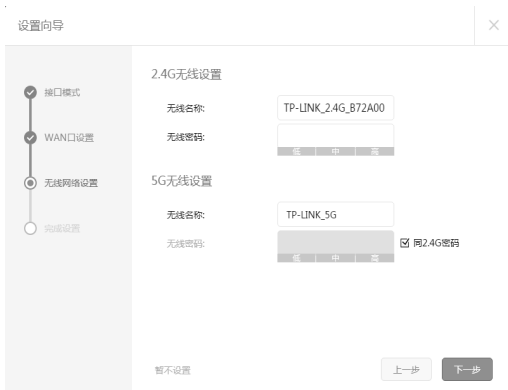 设置向导
接口模式
WAN口设置
无线网络设置
完成设置
2.4G无线设置
无线名称: TP-LINK_2.4G_B72A00
无线密码:
低 中 高
5G无线设置
无线名称: TP-LINK_5G
无线密码: 同2.4G密码
低 中 高
暂不设置 上一步 下一步